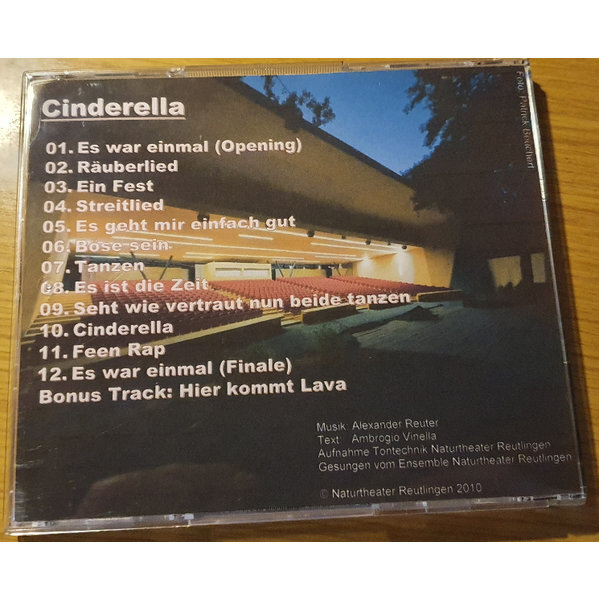 Cinderella
01. Es war einmal (Opening)
02. Räuberlied
03. Ein Fest
04. Streitlied
05. Es geht mir einfach gut
06. Böse sein
07. Tanzen
08. Es ist die Zeit
09. Seht wie vertraut nun beide tanzen
10. Cinderella
11. Feen Rap
12. Es war einmal (Finale)
Bonus Track: Hier kommt Lava
Musik: Alexander Reuter
Text: Ambrogio Vinella
Aufnahme Tontechnik Naturtheater Reutlingen
Gesungen vom Ensemble Naturtheater Reutlingen
© Naturtheater Reutlingen 2010
Foto: Patrick Bouchert